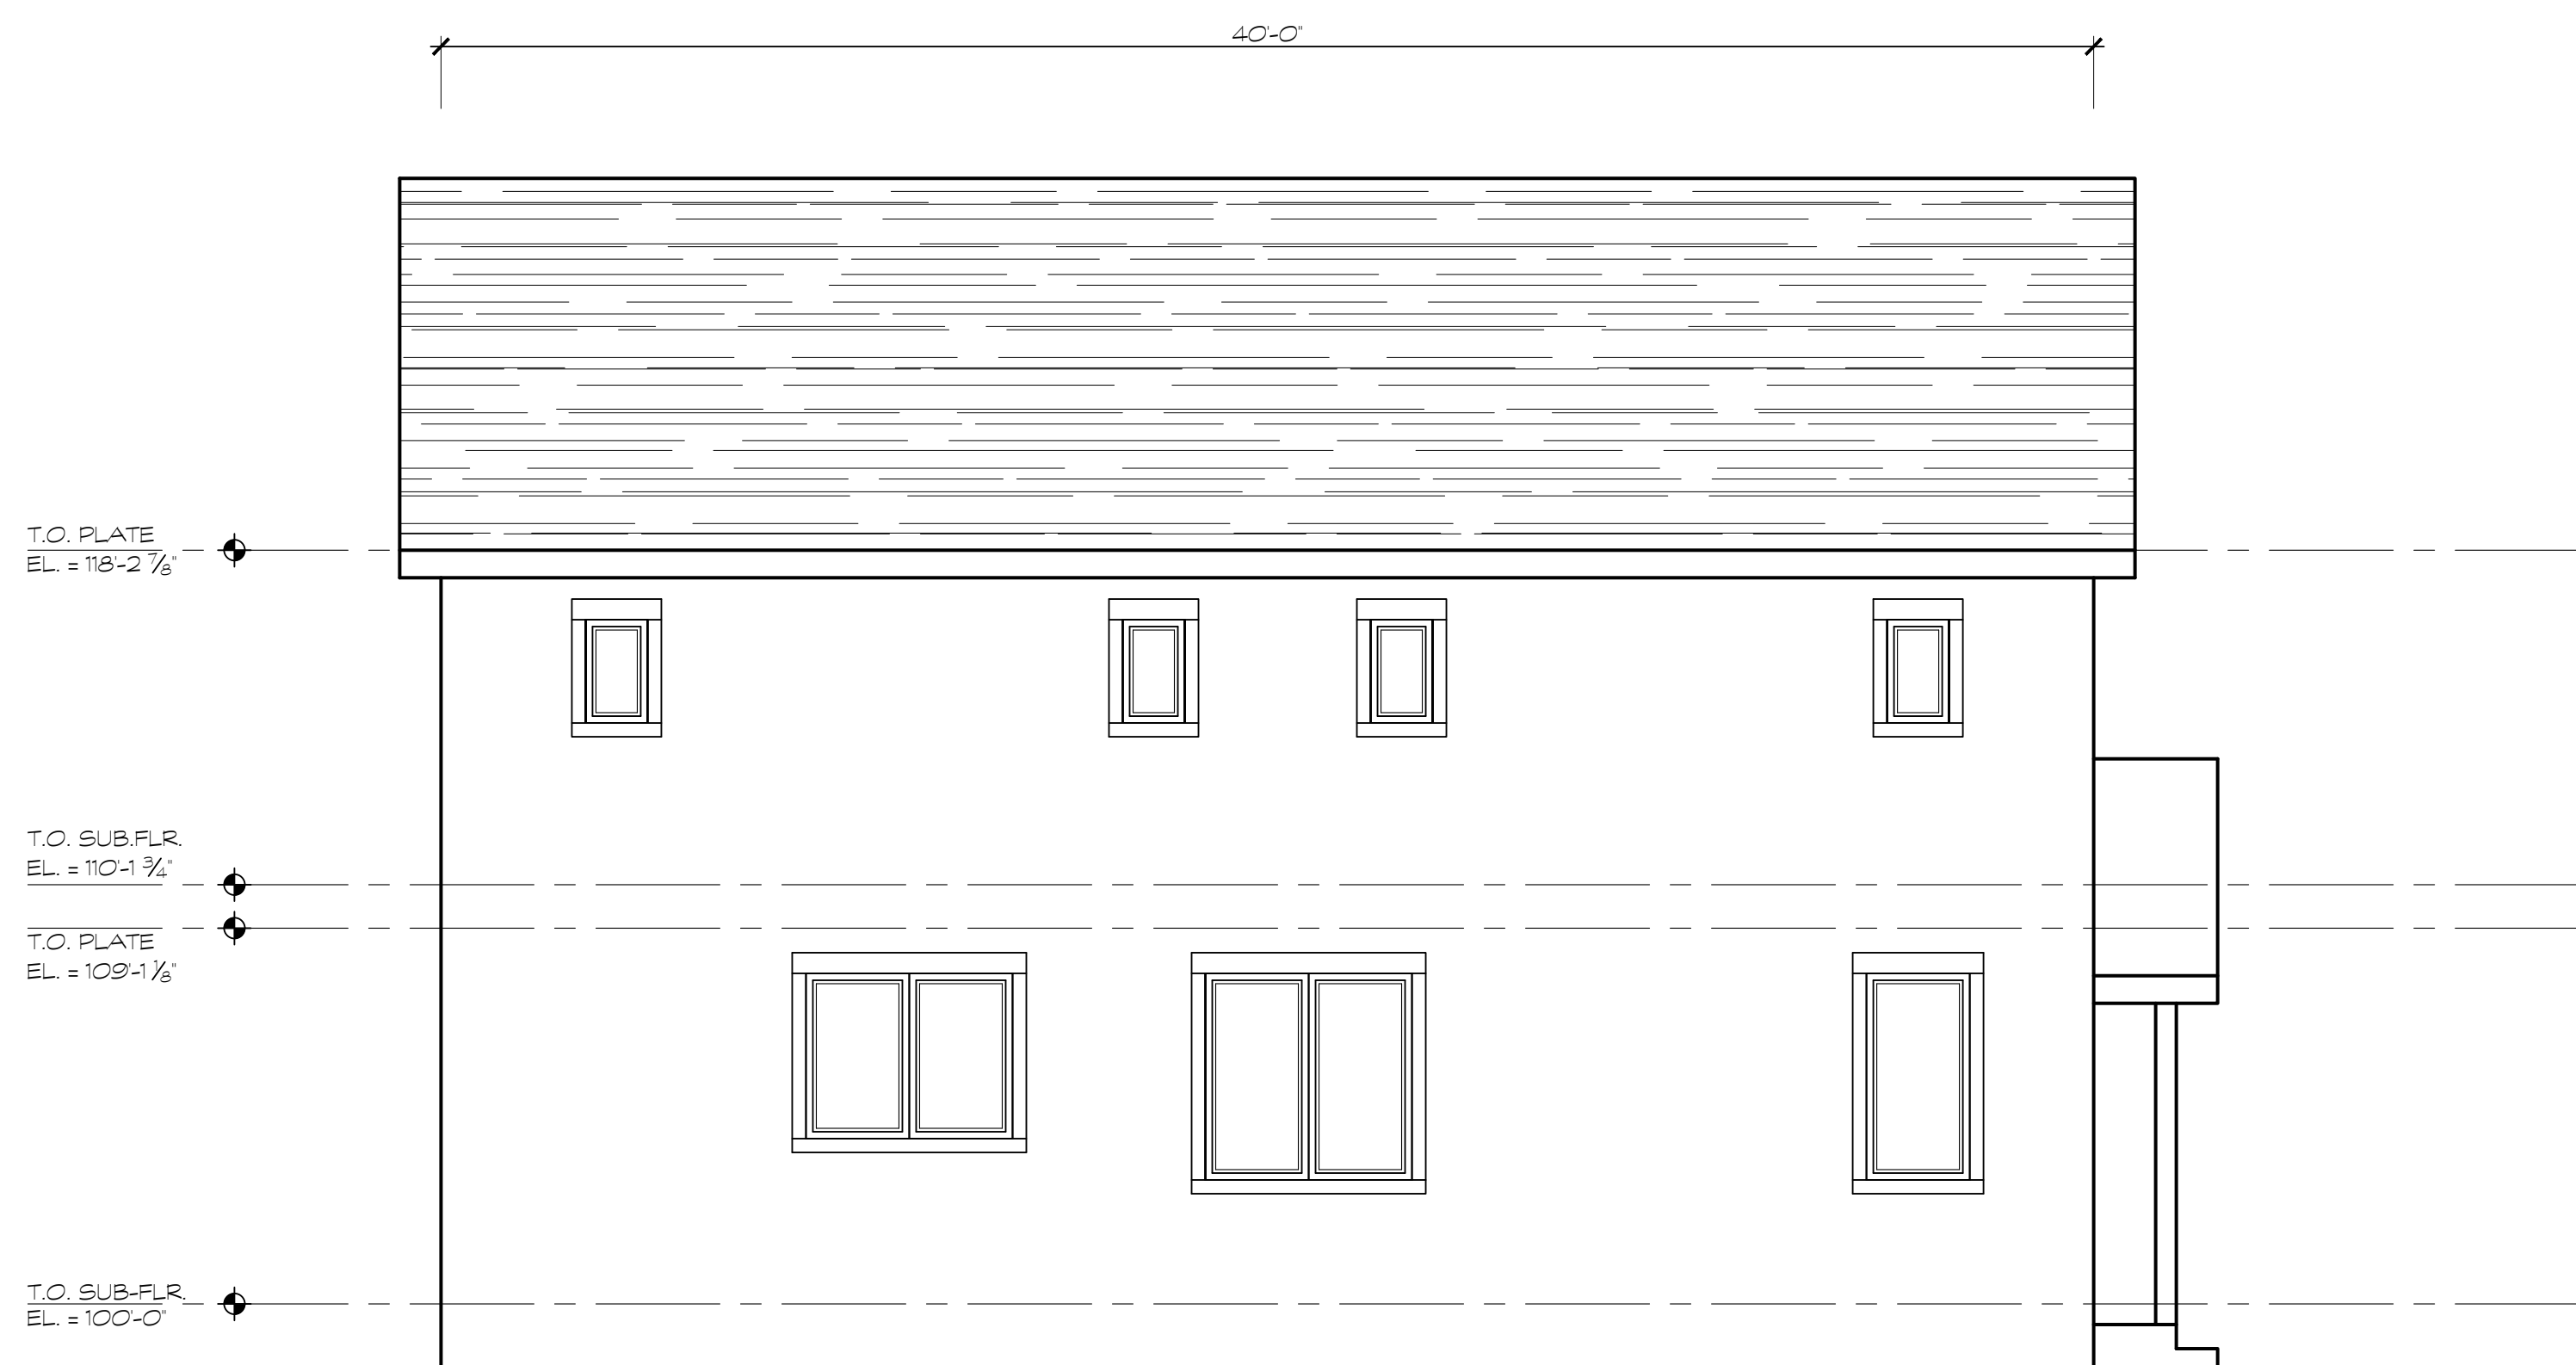 40'-0"
T.O. PLATE
EL. = 118'-2 7/8"
T.O. SUB.FLR.
EL. = 110'-1 3/4"
T.O. PLATE
EL. = 109'-1 1/8"
T.O. SUB-FLR.
EL. = 100'-0"